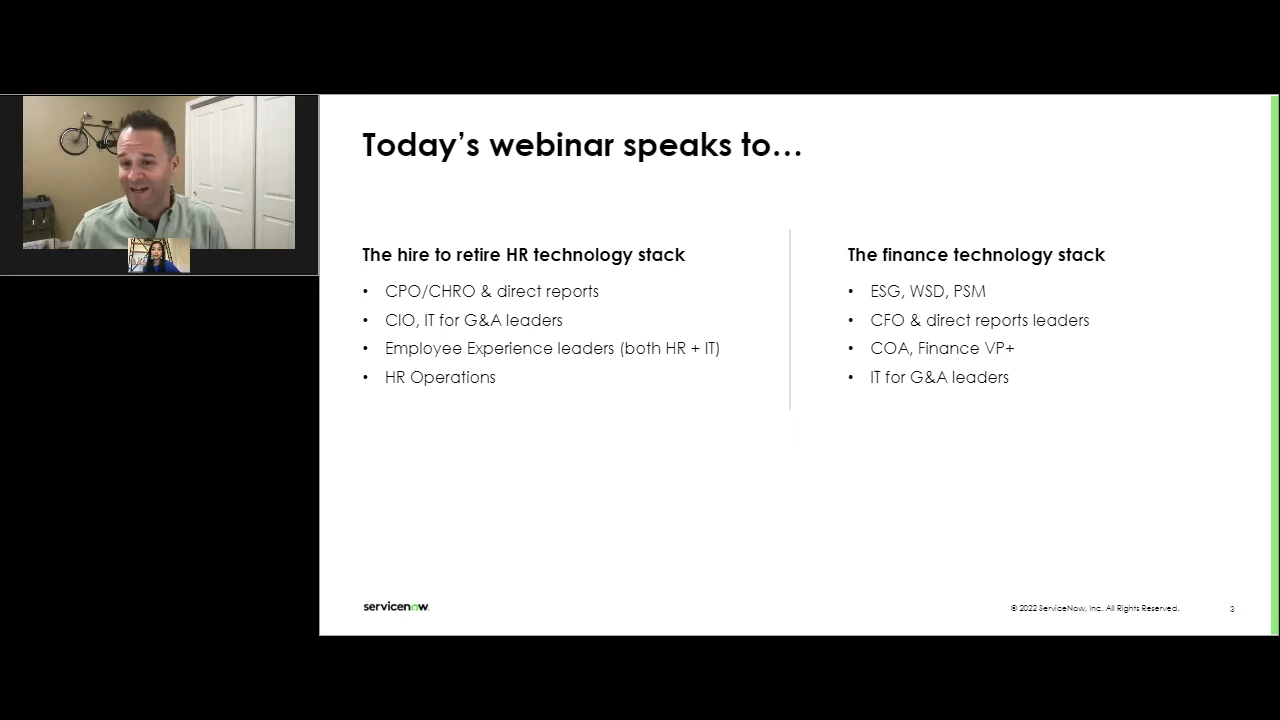 Today’s webinar speaks to…
The hire to retire HR technology stack
• CPO/CHRO & direct reports
• CIO, IT for G&A leaders
• Employee Experience leaders (both HR + IT)
• HR Operations
The finance technology stack
• ESG, WSD, PSM
• CFO & direct reports leaders
• COA, Finance VP+
• IT for G&A leaders
servicenow.
© 2022 ServiceNow, Inc. All Rights Reserved.
3